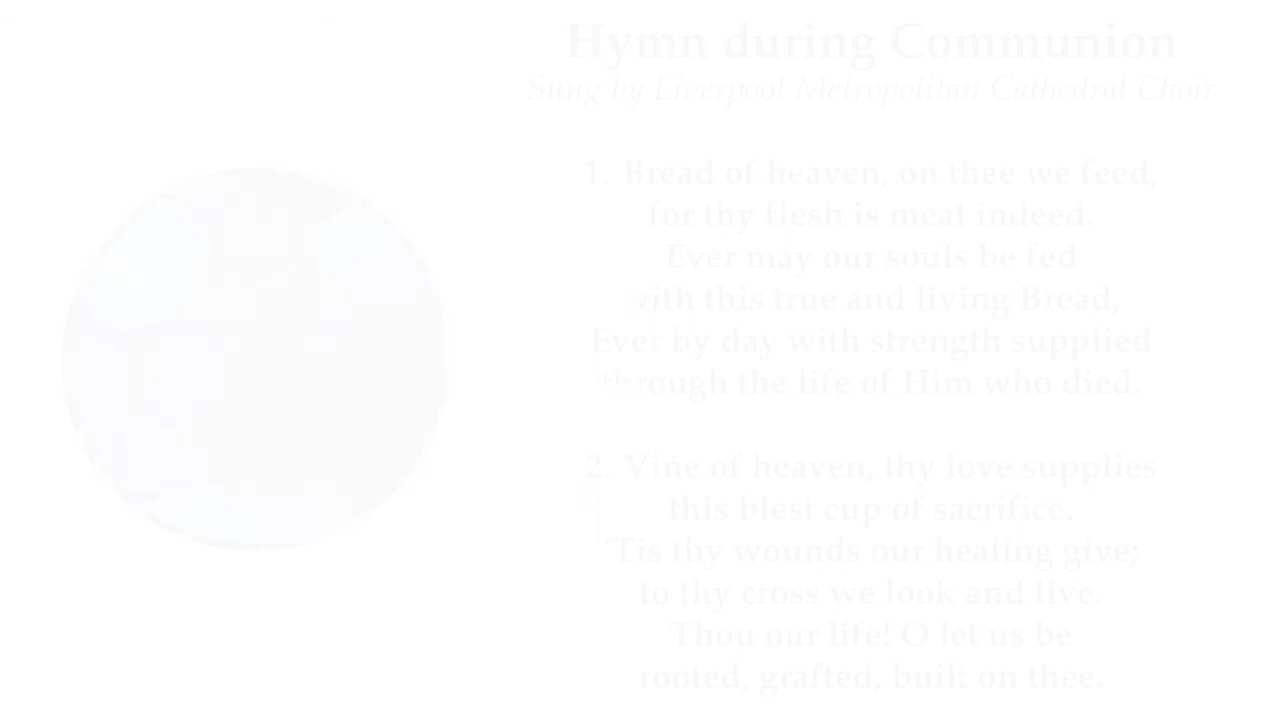 Hymn during Communion
Sung by Liverpool Metropolitan Cathedral Choir
1. Bread of heaven, on thee we feed,
for thy flesh is meat indeed.
Ever may our souls be fed
with this true and living Bread,
Ever by day with strength supplied
through the life of Him who died.
2. Vine of heaven, thy love supplies
this blest cup of sacrifice.
'Tis thy wounds our healing give;
to thy cross we look and live.
Thou our life! O let us be
rooted, grafted, built on thee.